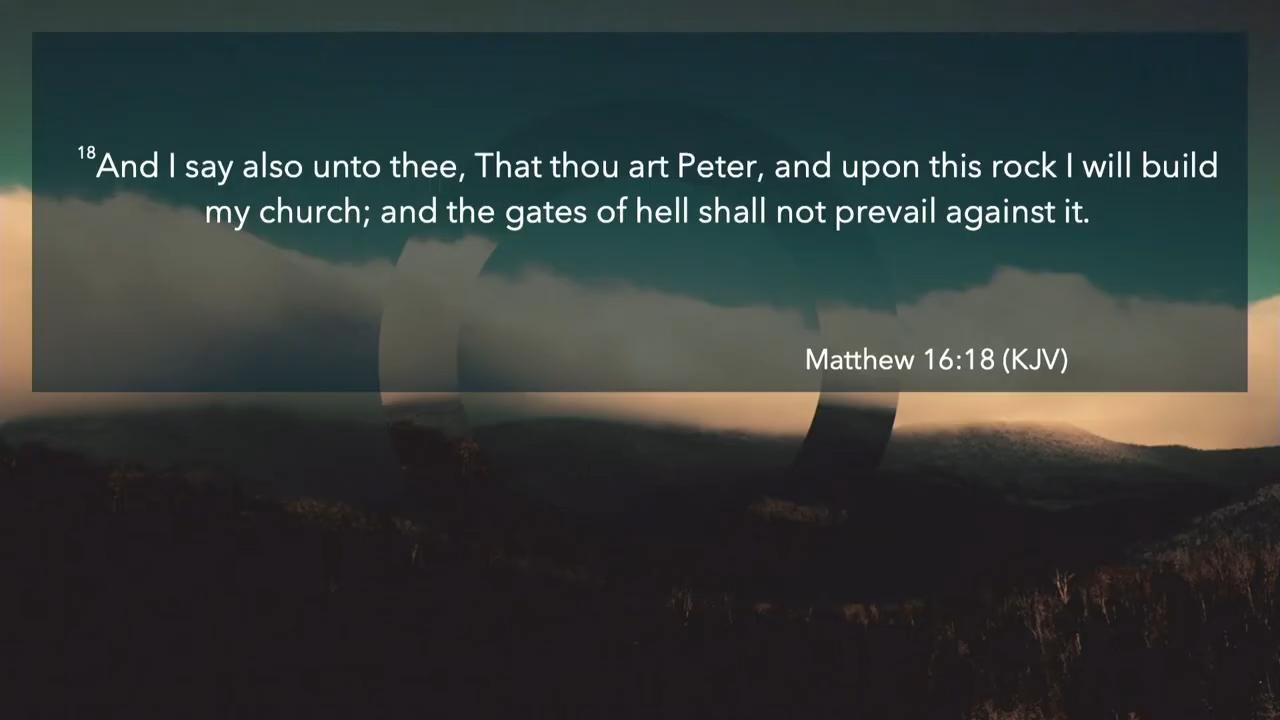 18And I say also unto thee, That thou art Peter, and upon this rock I will build
my church; and the gates of hell shall not prevail against it.
Matthew 16:18 (KJV)